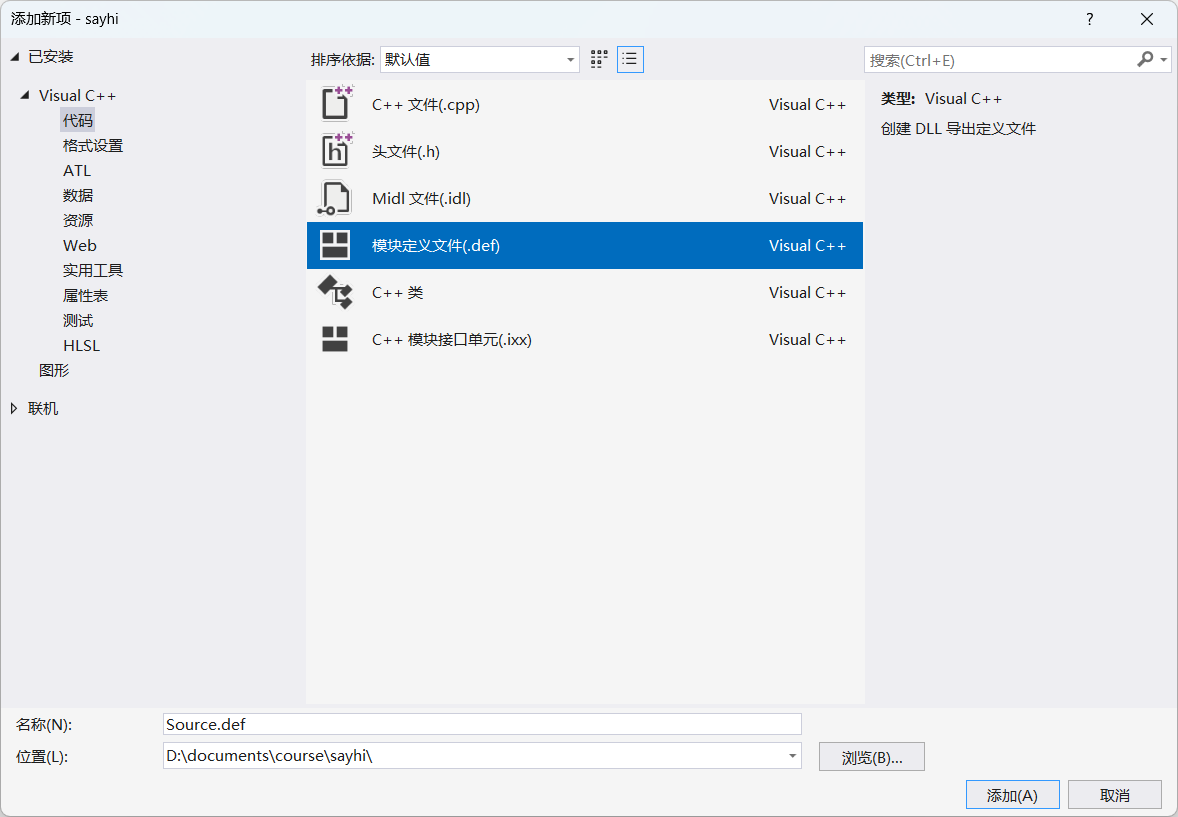 添加新项 - sayhi
?
已安装
Visual C++
代码
格式设置
ATL
数据
资源
Web
实用工具
属性表
测试
HLSL
图形
联机
排序依据: 默认值
搜索(Ctrl+E)
C++ 文件(.cpp) Visual C++
头文件(.h) Visual C++
Midl 文件(.idl) Visual C++
模块定义文件(.def) Visual C++
C++ 类 Visual C++
C++ 模块接口单元(.ixx) Visual C++
类型: Visual C++
创建 DLL 导出定义文件
名称(N): Source.def
位置(L): D:\documents\course\sayhi\
浏览(B)...
添加(A) 取消